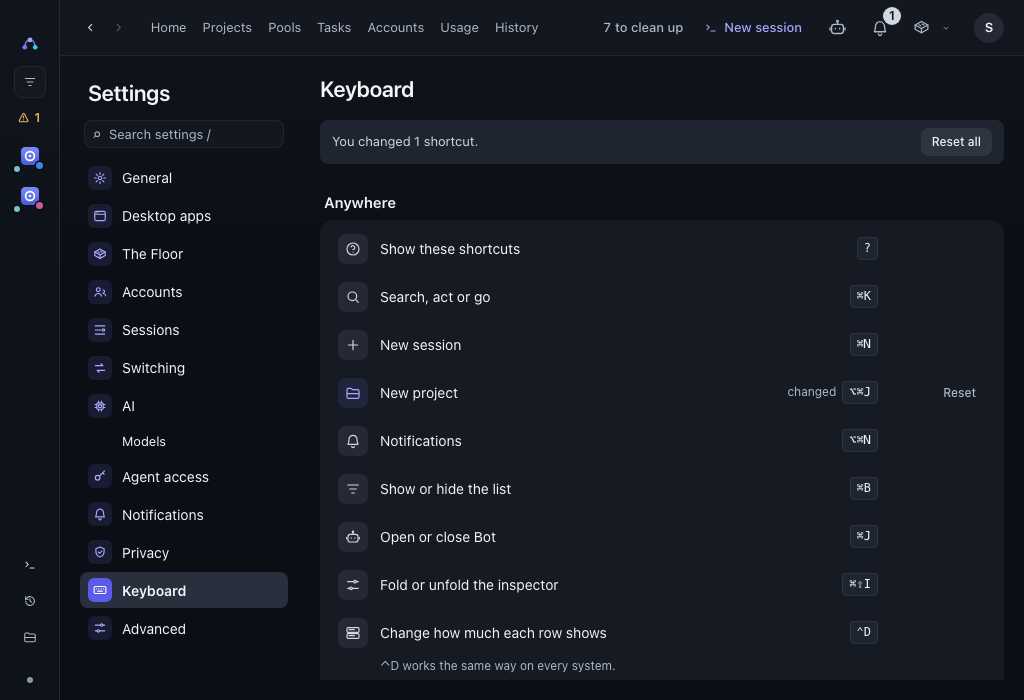 Home Projects Pools Tasks Accounts Usage History 7 to clean up New session 1 S
1
Settings
Search settings /
General
Desktop apps
The Floor
Accounts
Sessions
Switching
AI
Models
Agent access
Notifications
Privacy
Keyboard
Advanced
Keyboard
You changed 1 shortcut. Reset all
Anywhere
Show these shortcuts ?
Search, act or go ⌘K
New session ⌘N
New project changed ⌥⌘J Reset
Notifications ⌥⌘N
Show or hide the list ⌘B
Open or close Bot ⌘J
Fold or unfold the inspector ⌘⇧I
Change how much each row shows ^D
^D works the same way on every system.